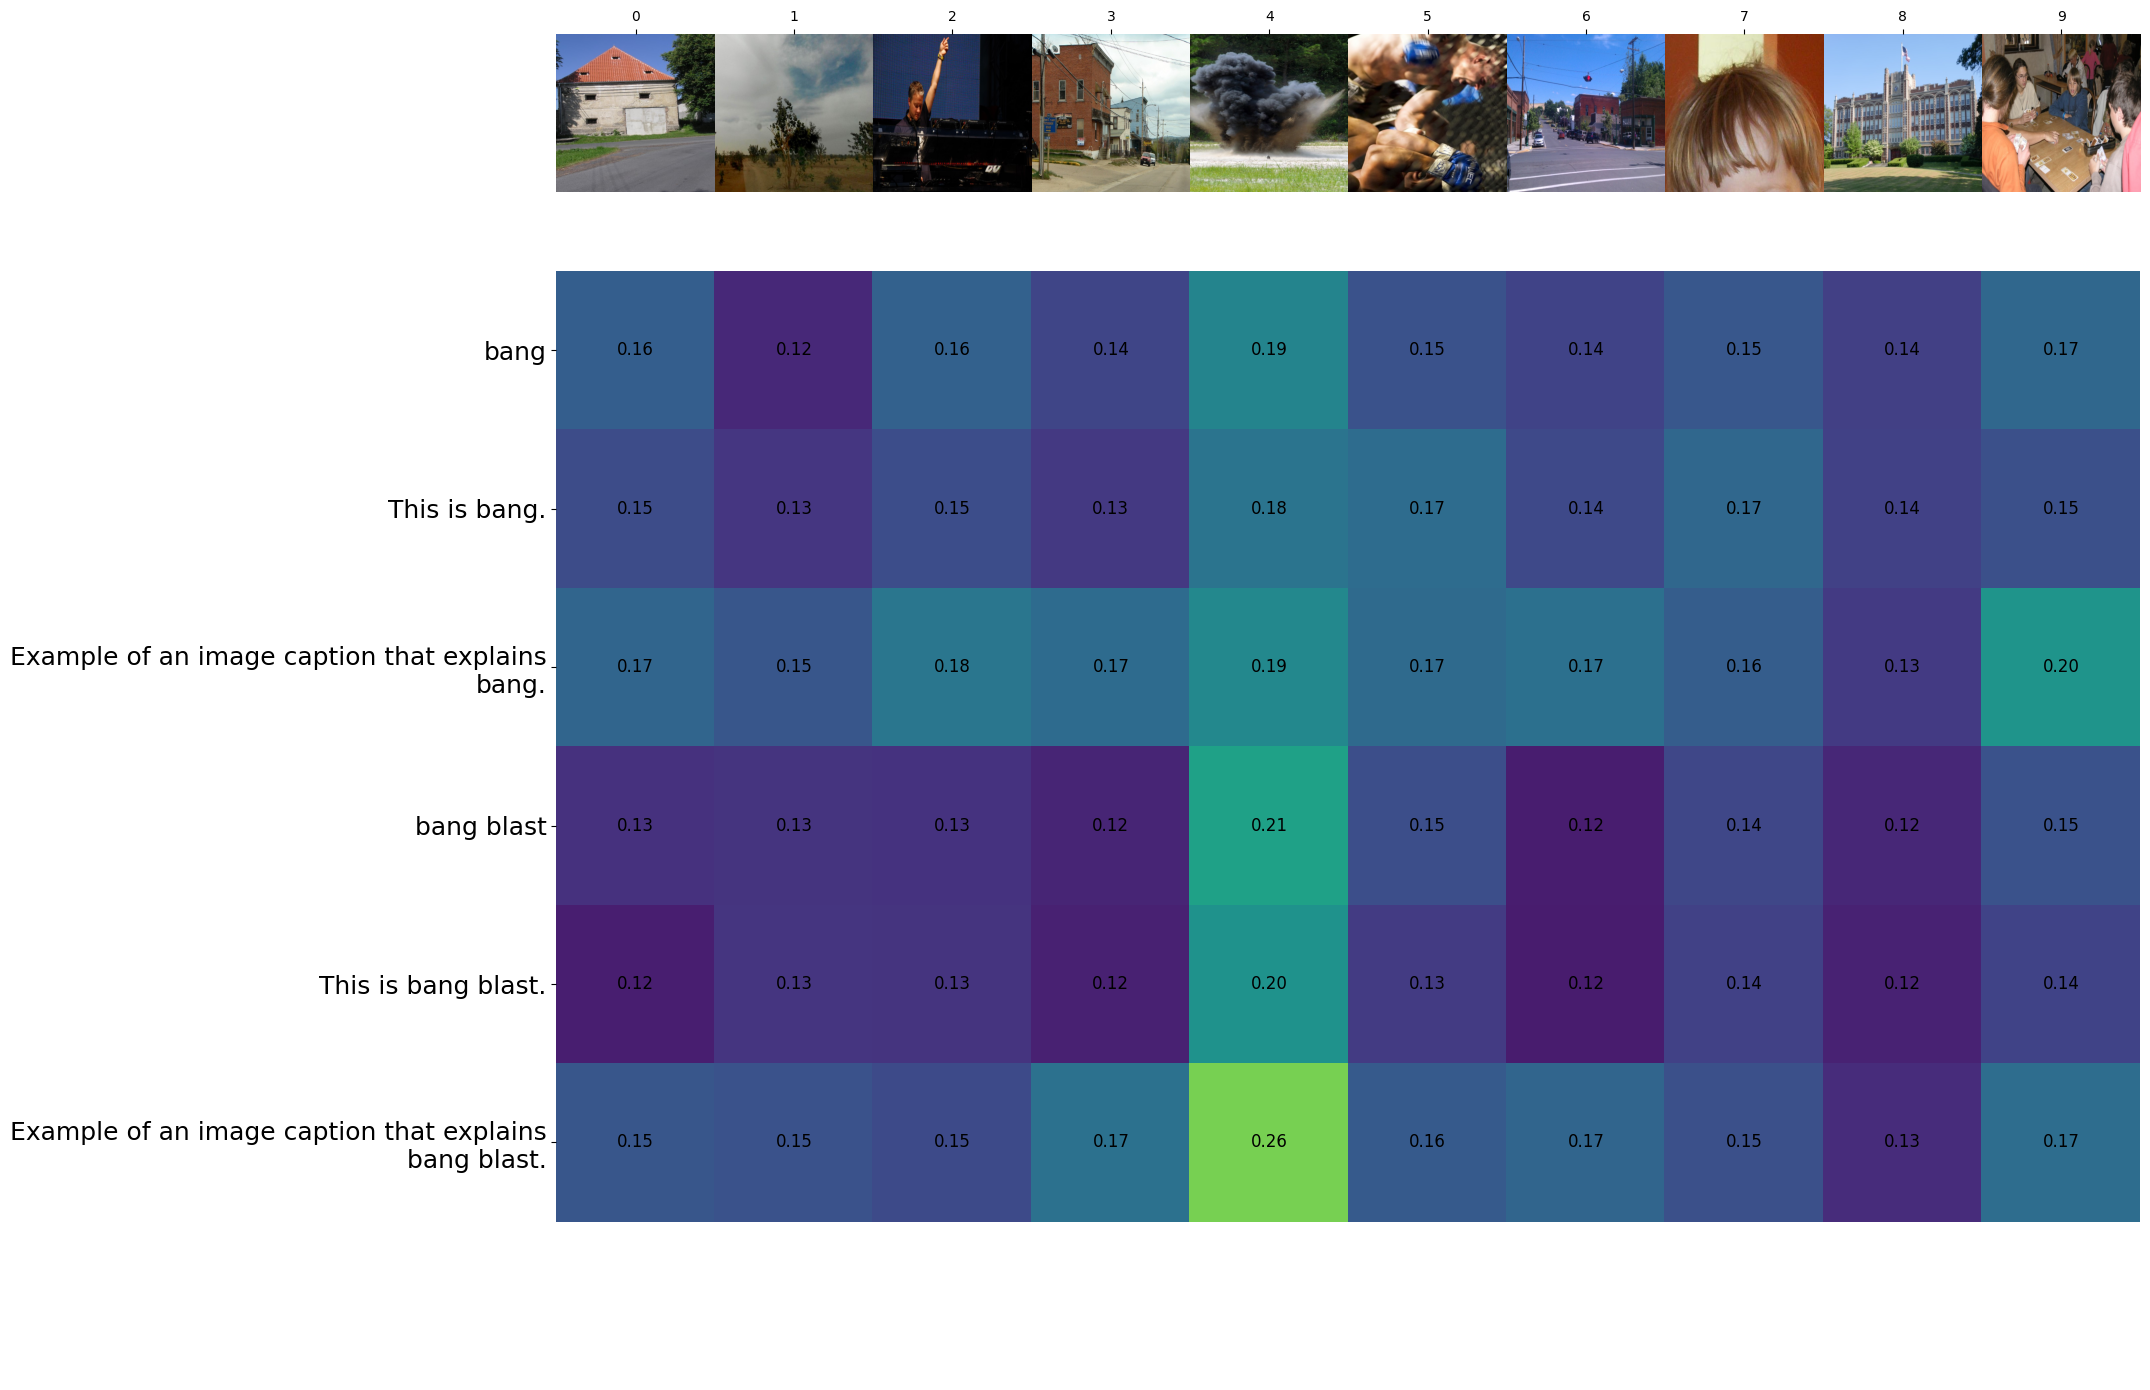 0 1 2 3 4 5 6 7 8 9
bang 0.16 0.12 0.16 0.14 0.19 0.15 0.14 0.15 0.14 0.17
This is bang. 0.15 0.13 0.15 0.13 0.18 0.17 0.14 0.17 0.14 0.15
Example of an image caption that explains
bang. 0.17 0.15 0.18 0.17 0.19 0.17 0.17 0.16 0.13 0.20
bang blast 0.13 0.13 0.13 0.12 0.21 0.15 0.12 0.14 0.12 0.15
This is bang blast. 0.12 0.13 0.13 0.12 0.20 0.13 0.12 0.14 0.12 0.14
Example of an image caption that explains
bang blast. 0.15 0.15 0.15 0.17 0.26 0.16 0.17 0.15 0.13 0.17